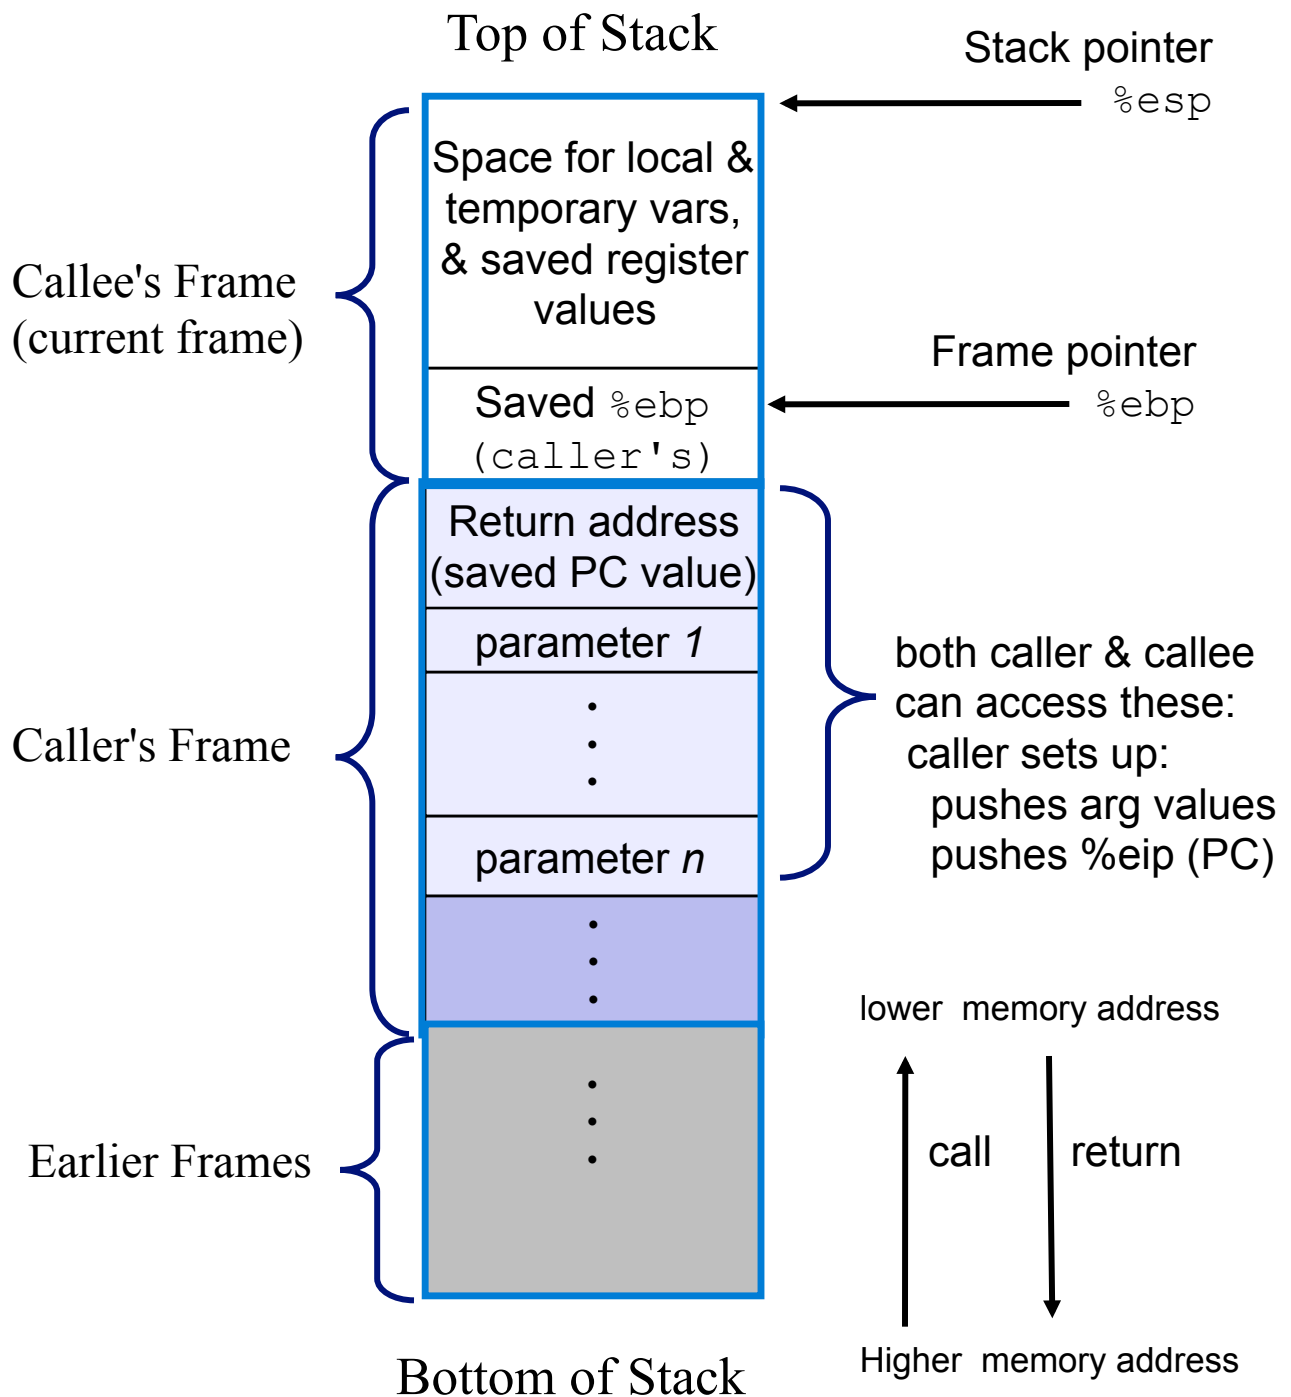 Top of Stack
Stack pointer
%esp
Space for local &
temporary vars,
& saved register
values
Callee's Frame
(current frame)
Frame pointer
%ebp
Saved %ebp
(caller's)
Return address
(saved PC value)
parameter 1
parameter n
Caller's Frame
both caller & callee
can access these:
caller sets up:
pushes arg values
pushes %eip (PC)
lower memory address
call
return
Higher memory address
Earlier Frames
Bottom of Stack